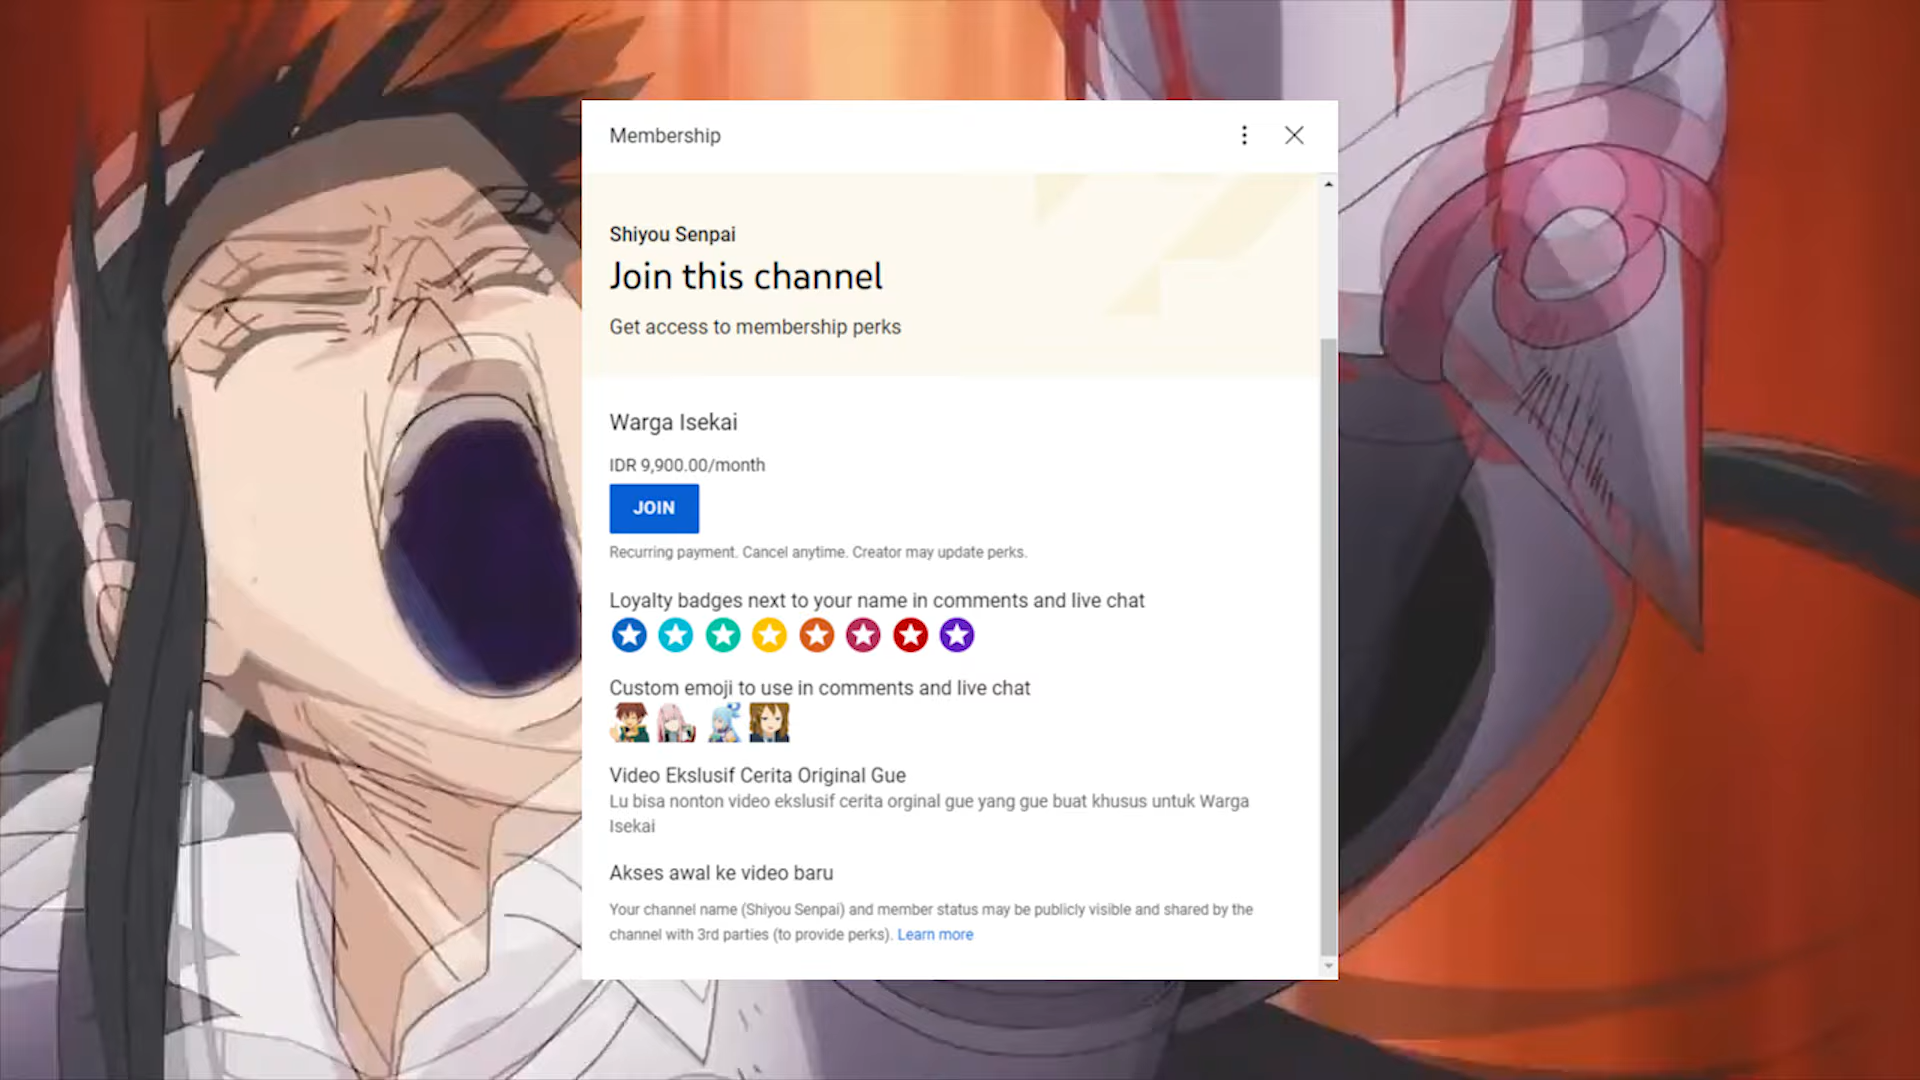 Membership
Shiyou Senpai
Join this channel
Get access to membership perks
Warga Isekai
IDR 9,900.00/month
JOIN
Recurring payment. Cancel anytime. Creator may update perks.
Loyalty badges next to your name in comments and live chat
Custom emoji to use in comments and live chat
Video Ekslusif Cerita Original Gue
Lu bisa nonton video ekslusif cerita orginal gue yang gue buat khusus untuk Warga
Isekai
Akses awal ke video baru
Your channel name (Shiyou Senpai) and member status may be publicly visible and shared by the
channel with 3rd parties (to provide perks). Learn more